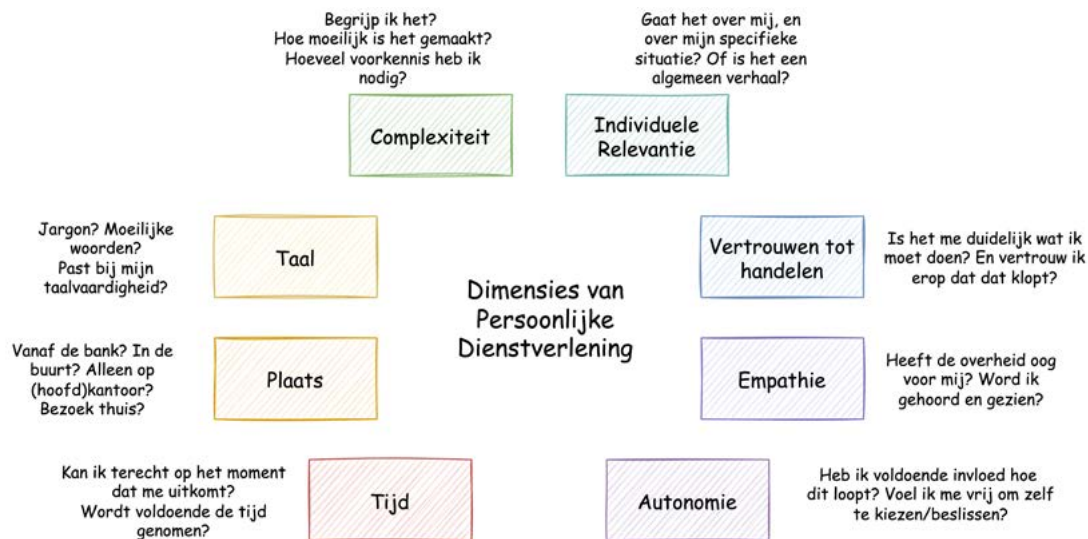 Begrijp ik het?
Hoe moeilijk is het gemaakt?
Hoeveel voorkennis heb ik
nodig?
Gaat het over mij, en
over mijn specifieke
situatie? Of is het een
algemeen verhaal?
Complexiteit
Individuele
Relevantie
Jargon? Moeilijke
woorden?
Past bij mijn
taalvaardigheid?
Taal
Vertrouwen tot
handelen
Is het me duidelijk wat ik
moet doen? En vertrouw ik
erop dat dat klopt?
Dimensies van
Persoonlijke
Dienstverlening
Vanaf de bank? In de
buurt? Alleen op
(hoofd)kantoor?
Bezoek thuis?
Plaats
Empathie
Heeft de overheid oog
voor mij? Word ik
gehoord en gezien?
Kan ik terecht op het moment
dat me uitkomt?
Wordt voldoende de tijd
genomen?
Tijd
Autonomie
Heb ik voldoende invloed hoe
dit loopt? Voel ik me vrij om zelf
te kiezen/beslissen?